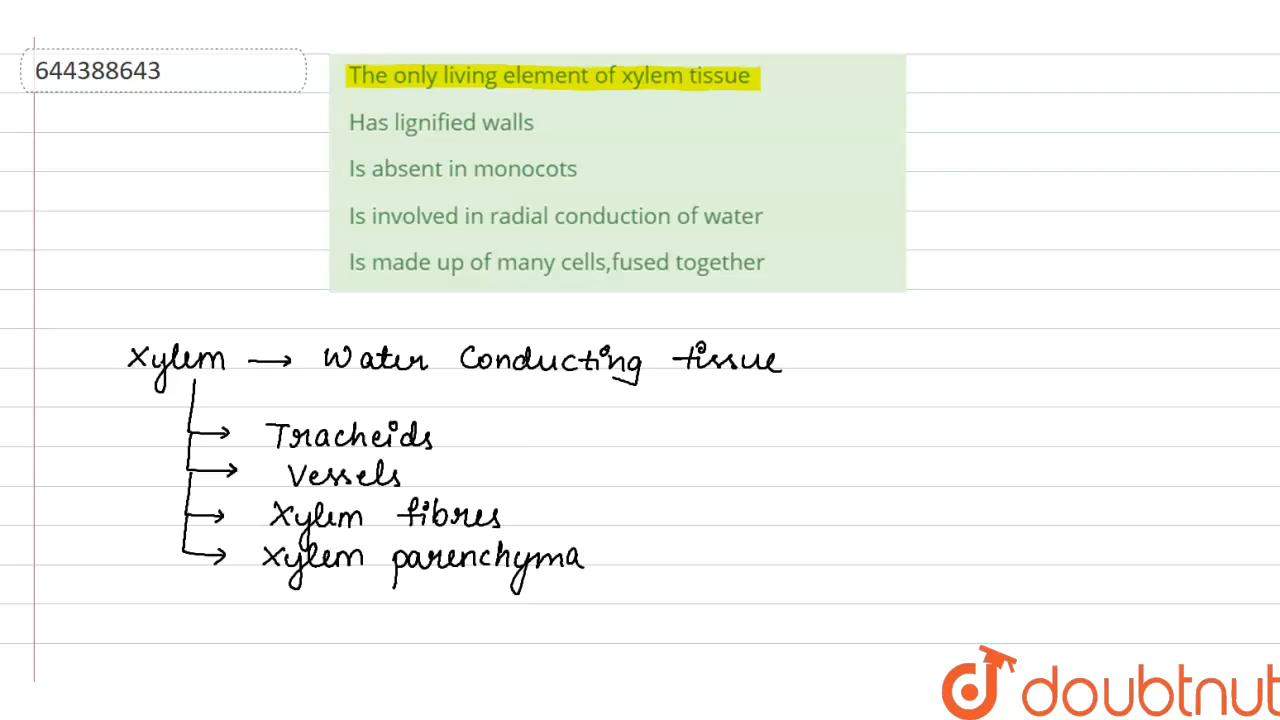 644388643
The only living element of xylem tissue
Has lignified walls
Is absent in monocots
Is involved in radial conduction of water
Is made up of many cells,fused together
Xylem → Water Conducting tissue
→ Tracheids
→ Vessels
→ Xylem fibres
→ Xylem parenchyma
doubtnut